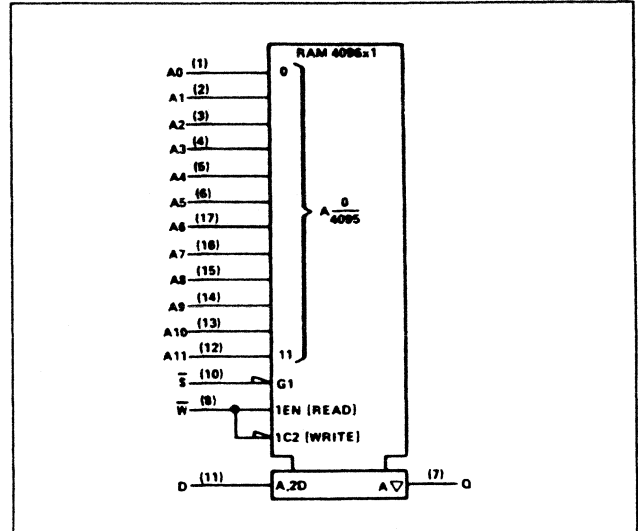 RAM 4096x1
A0 (1) 0
A1 (2)
A2 (3)
A3 (4)
A4 (5)
A5 (6)
A 0/4095
A6 (17)
A7 (16)
A8 (15)
A9 (14)
A10 (13)
A11 (12) 11
S̅ (10) G1
W̅ (8) 1EN [READ]
1C2 [WRITE]
D (11) A,2D A▽ (7) Q